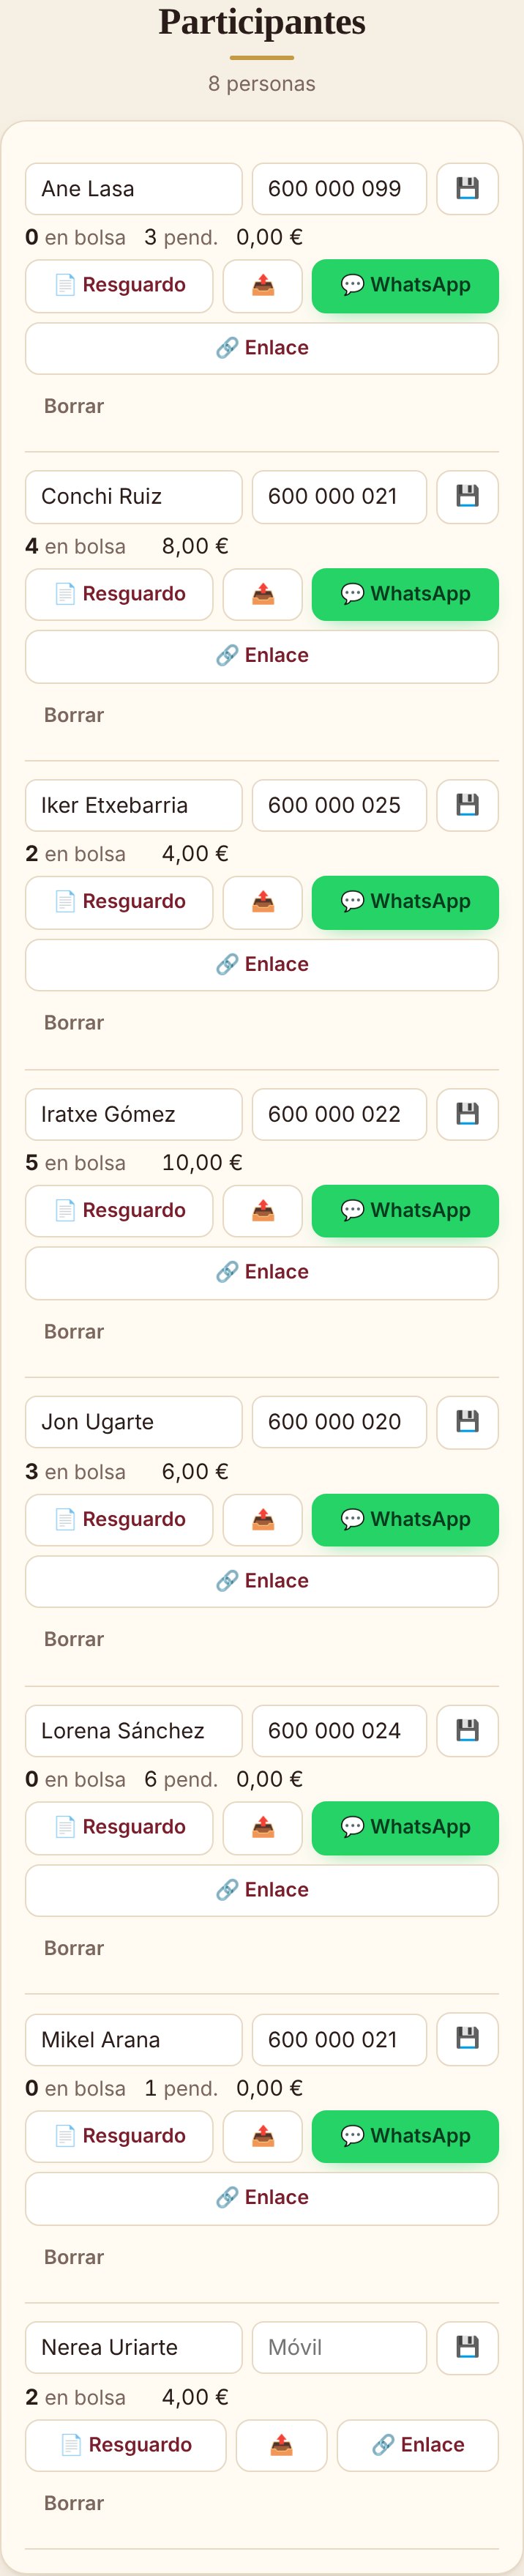 Participantes
8 personas
Ane Lasa 600 000 099 💾
0 en bolsa 3 pend. 0,00 €
📄 Resguardo 📤 💬 WhatsApp
🔗 Enlace
Borrar
Conchi Ruiz 600 000 021 💾
4 en bolsa 8,00 €
📄 Resguardo 📤 💬 WhatsApp
🔗 Enlace
Borrar
Iker Etxebarria 600 000 025 💾
2 en bolsa 4,00 €
📄 Resguardo 📤 💬 WhatsApp
🔗 Enlace
Borrar
Iratxe Gómez 600 000 022 💾
5 en bolsa 10,00 €
📄 Resguardo 📤 💬 WhatsApp
🔗 Enlace
Borrar
Jon Ugarte 600 000 020 💾
3 en bolsa 6,00 €
📄 Resguardo 📤 💬 WhatsApp
🔗 Enlace
Borrar
Lorena Sánchez 600 000 024 💾
0 en bolsa 6 pend. 0,00 €
📄 Resguardo 📤 💬 WhatsApp
🔗 Enlace
Borrar
Mikel Arana 600 000 021 💾
0 en bolsa 1 pend. 0,00 €
📄 Resguardo 📤 💬 WhatsApp
🔗 Enlace
Borrar
Nerea Uriarte Móvil 💾
2 en bolsa 4,00 €
📄 Resguardo 📤 🔗 Enlace
Borrar